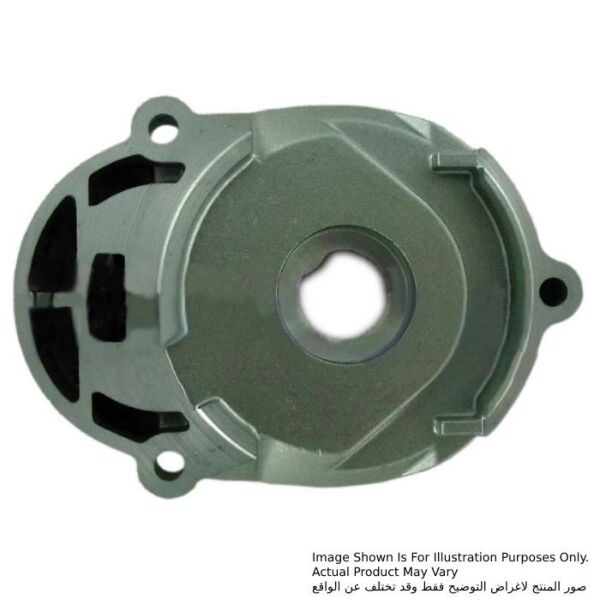 Image Shown Is For Illustration Purposes Only.
Actual Product May Vary
صور المنتج لاغراض التوضيح فقط وقد تختلف عن الواقع